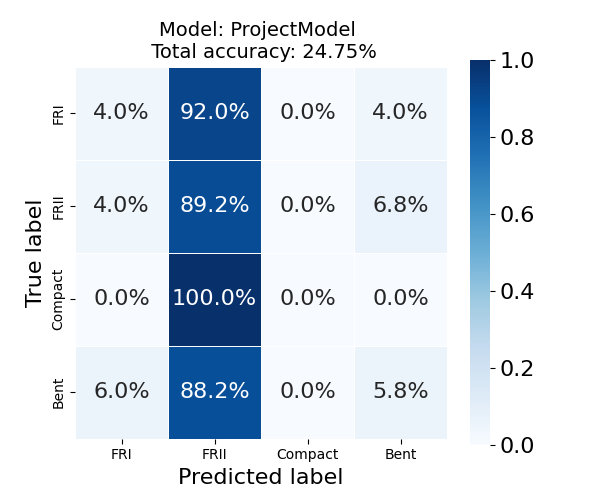 Model: ProjectModel
Total accuracy: 24.75%
True label
FRI
4.0% 92.0% 0.0% 4.0%
FRII
4.0% 89.2% 0.0% 6.8%
Compact
0.0% 100.0% 0.0% 0.0%
Bent
6.0% 88.2% 0.0% 5.8%
FRI FRII Compact Bent
Predicted label
1.0
0.8
0.6
0.4
0.2
0.0